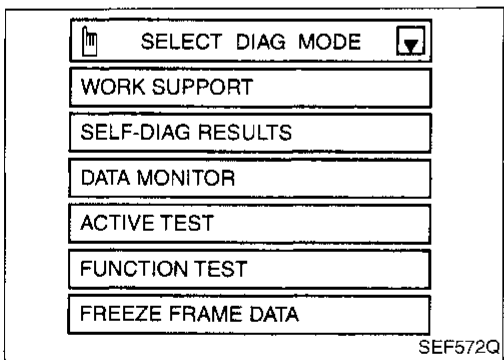 SELECT DIAG MODE
WORK SUPPORT
SELF-DIAG RESULTS
DATA MONITOR
ACTIVE TEST
FUNCTION TEST
FREEZE FRAME DATA
SEF572Q